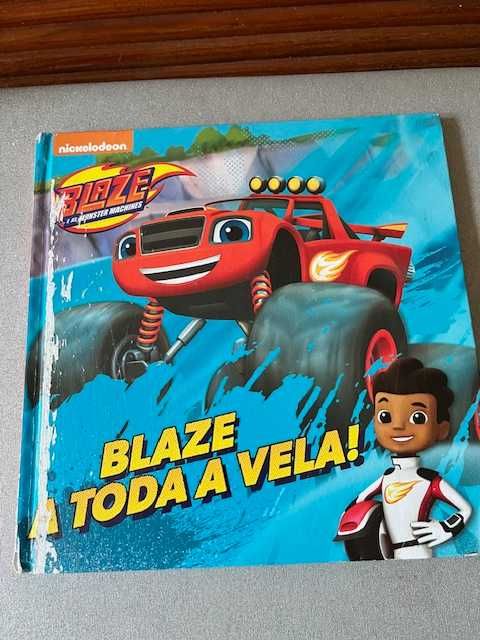 nickelodeon
BLAZE
E AS MONSTER MACHINES
BLAZE
A TODA A VELA!